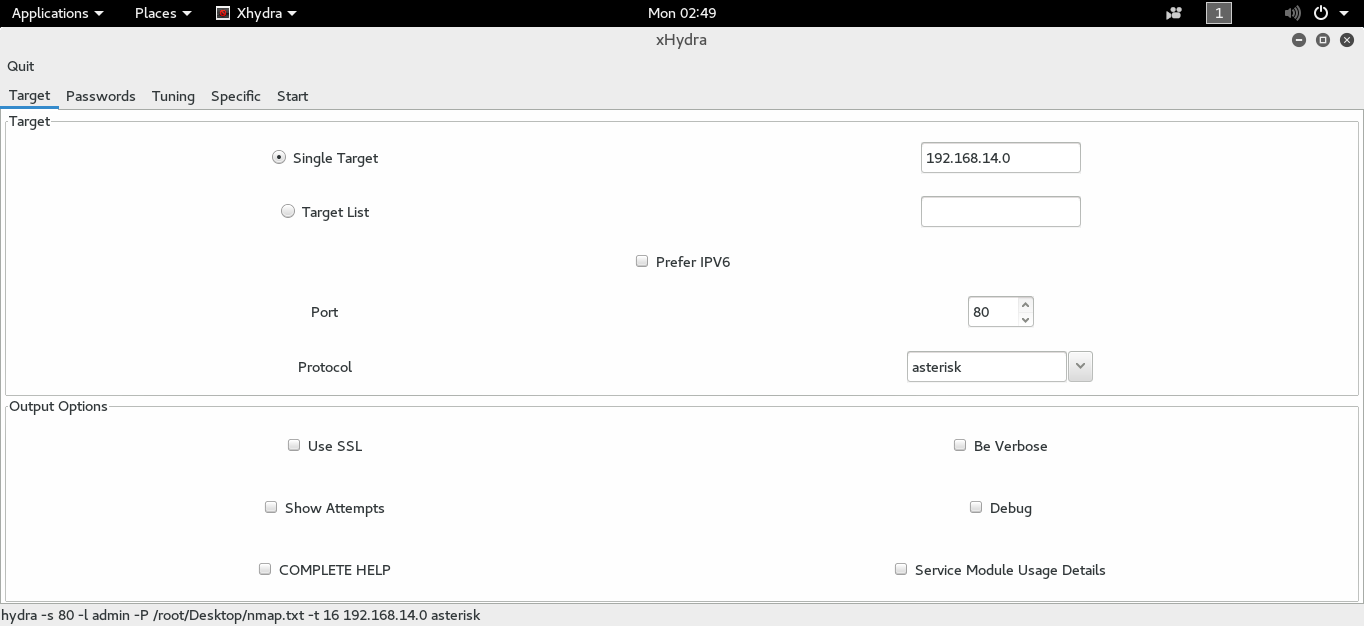 Applications Places Xhydra Mon 02:49 1
xHydra
Quit
Target Passwords Tuning Specific Start
Target
Single Target 192.168.14.0
Target List
Prefer IPV6
Port 80
Protocol asterisk
Output Options
Use SSL Be Verbose
Show Attempts Debug
COMPLETE HELP Service Module Usage Details
hydra -s 80 -l admin -P /root/Desktop/nmap.txt -t 16 192.168.14.0 asterisk